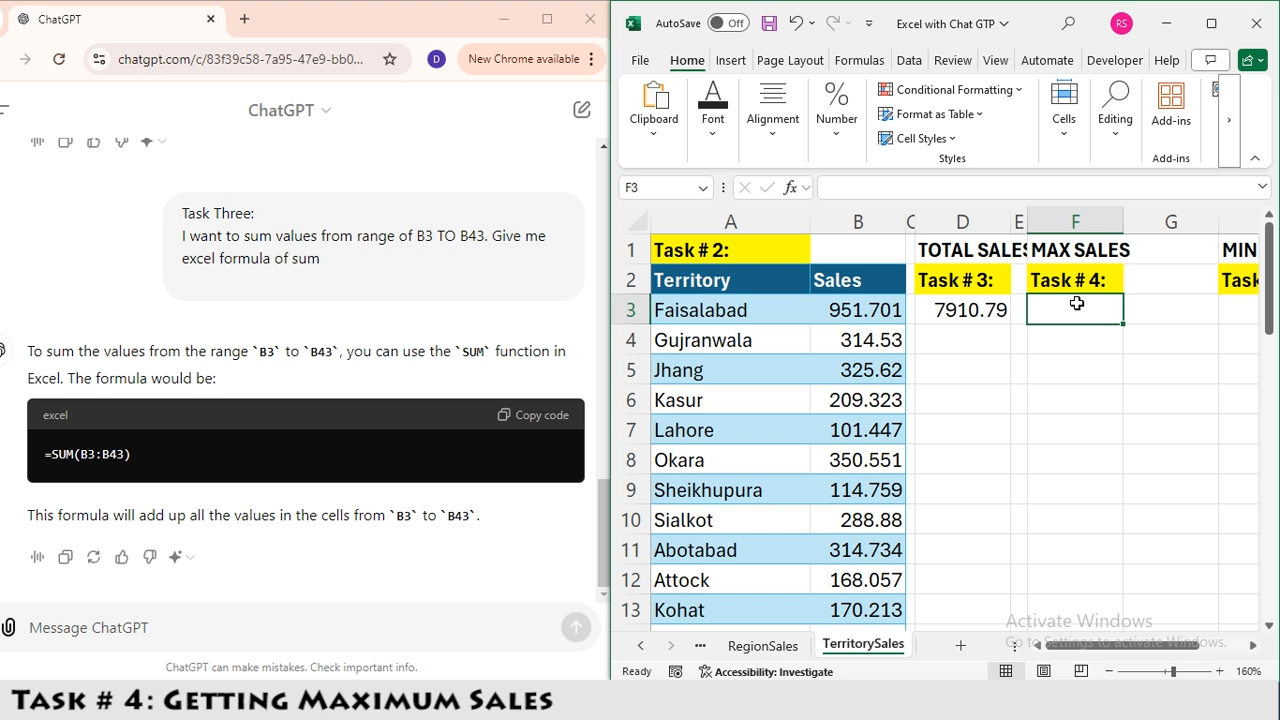 ChatGPT
chatgpt.com/c/83f39c58-7a95-47e9-bb0...
D
New Chrome available
ChatGPT
Task Three:
I want to sum values from range of B3 TO B43. Give me
excel formula of sum
To sum the values from the range `B3` to `B43`, you can use the `SUM` function in
Excel. The formula would be:
excel
Copy code
=SUM(B3:B43)
This formula will add up all the values in the cells from `B3` to `B43`.
Message ChatGPT
ChatGPT can make mistakes. Check important info.
AutoSave Off
Excel with Chat GTP
RS
File Home Insert Page Layout Formulas Data Review View Automate Developer Help
Clipboard
Font
Alignment
Number
Conditional Formatting
Format as Table
Cell Styles
Styles
Cells
Editing
Add-ins
Add-ins
F3
fx
A B C D E F G
1 Task # 2: TOTAL SALES MAX SALES MIN
2 Territory Sales Task # 3: Task # 4: Task
3 Faisalabad 951.701 7910.79
4 Gujranwala 314.53
5 Jhang 325.62
6 Kasur 209.323
7 Lahore 101.447
8 Okara 350.551
9 Sheikhupura 114.759
10 Sialkot 288.88
11 Abotabad 314.734
12 Attock 168.057
13 Kohat 170.213
Activate Windows
Go to Settings to activate Windows.
RegionSales TerritorySales
Ready
Accessibility: Investigate
160%
Task # 4: Getting Maximum Sales